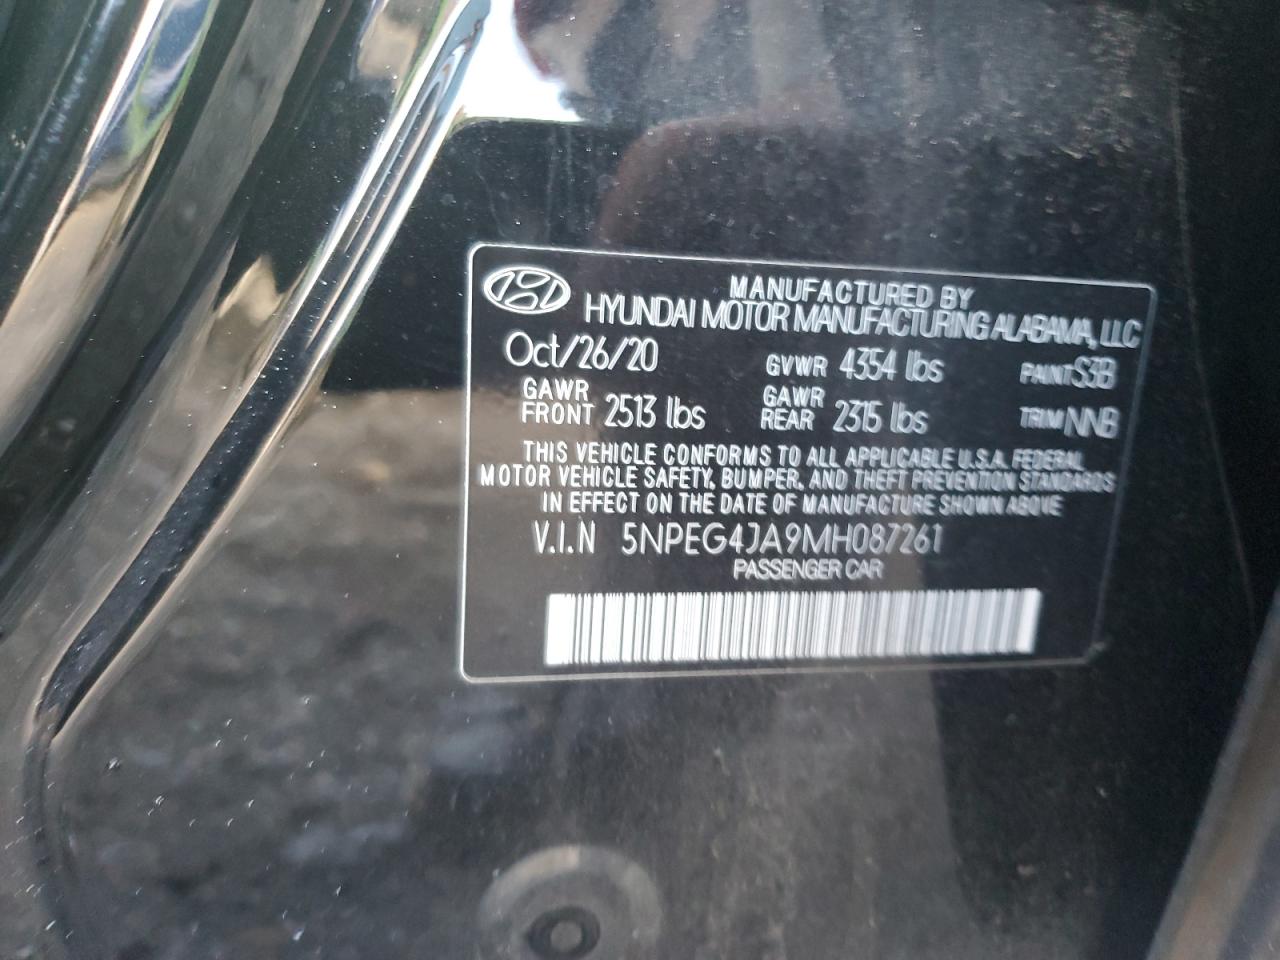 MANUFACTURED BY
HYUNDAI MOTOR MANUFACTURING ALABAMA, LLC
Oct/26/20 GVWR 4354 lbs PAINT S3B
GAWR FRONT 2513 lbs GAWR REAR 2315 lbs TRIM NNB
THIS VEHICLE CONFORMS TO ALL APPLICABLE U.S.A. FEDERAL
MOTOR VEHICLE SAFETY, BUMPER, AND THEFT PREVENTION STANDARDS
IN EFFECT ON THE DATE OF MANUFACTURE SHOWN ABOVE
V.I.N 5NPEG4JA9MH087261
PASSENGER CAR